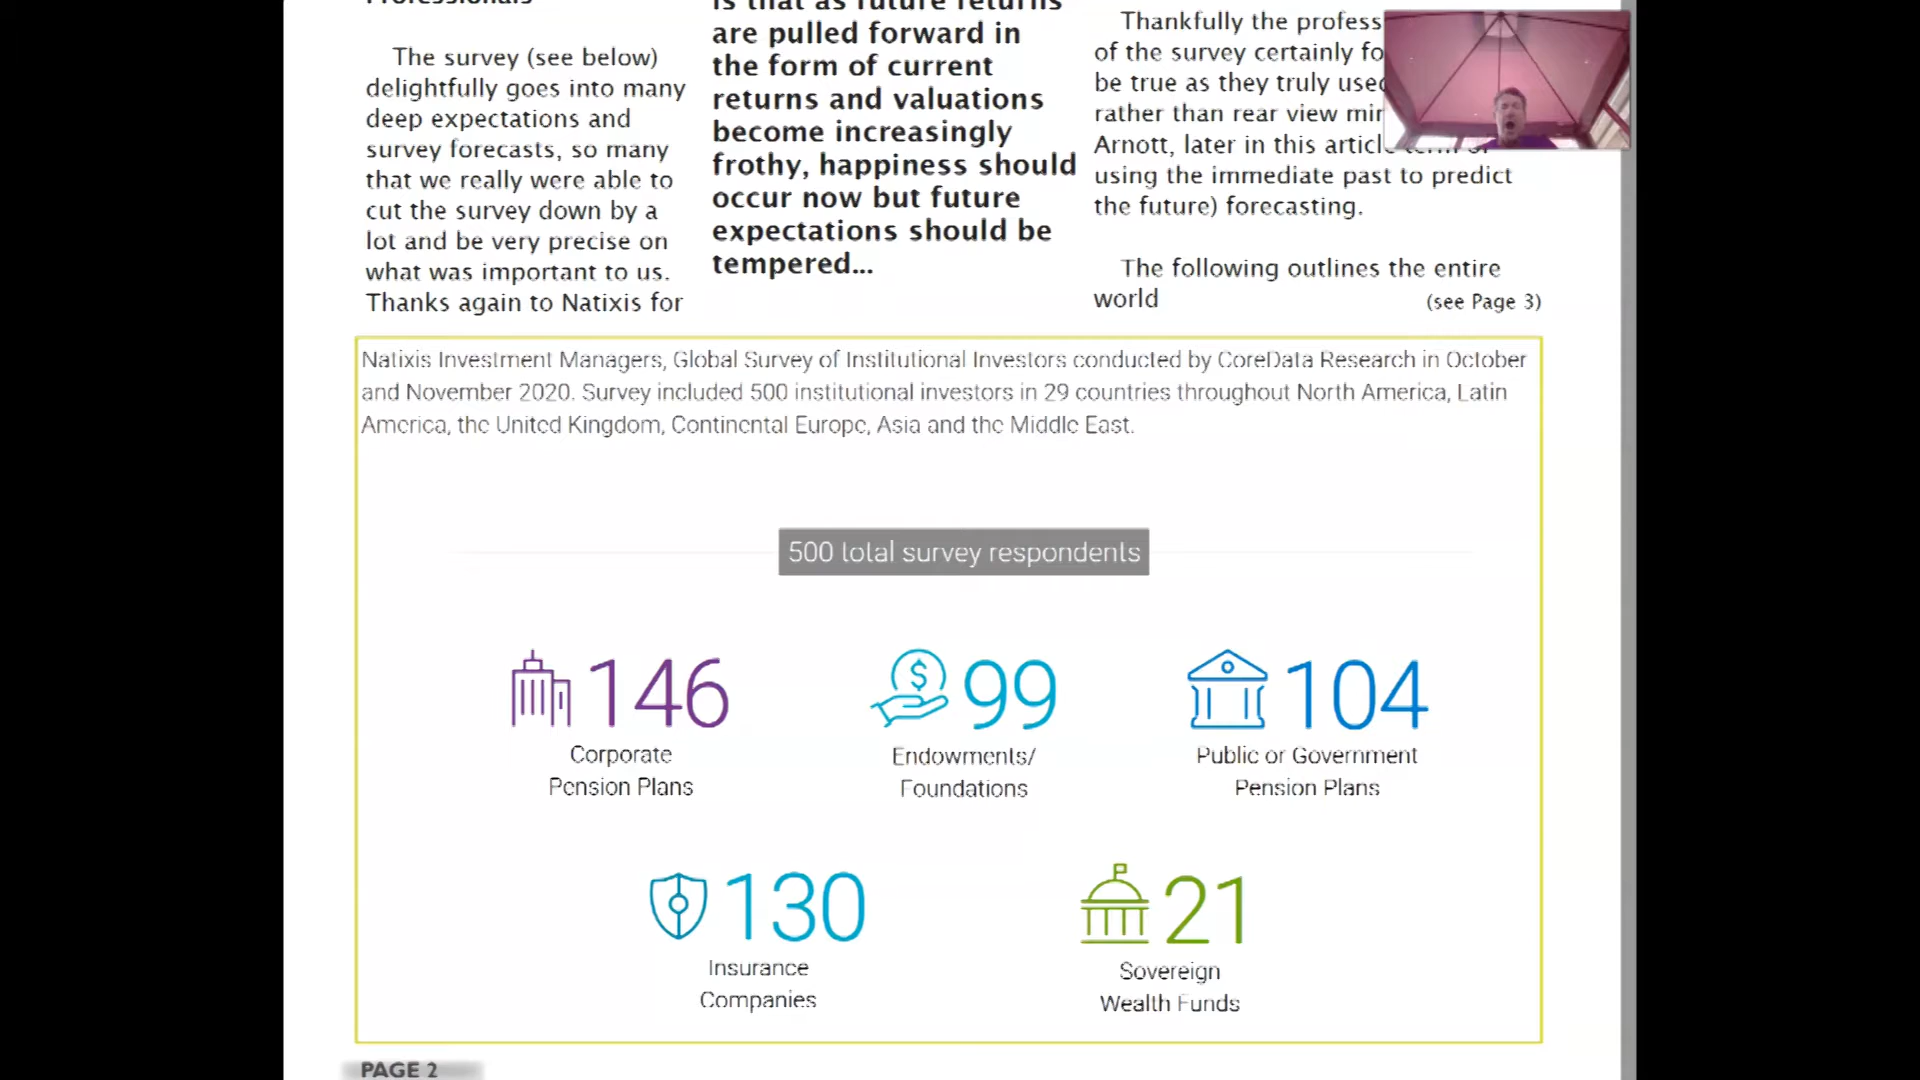 The survey (see below)
delightfully goes into many
deep expectations and
survey forecasts, so many
that we really were able to
cut the survey down by a
lot and be very precise on
what was important to us.
Thanks again to Natixis for
is that as future returns
are pulled forward in
the form of current
returns and valuations
become increasingly
frothy, happiness should
occur now but future
expectations should be
tempered...
Thankfully the profess
of the survey certainly fo
be true as they truly used
rather than rear view mir
Arnott, later in this article
using the immediate past to predict
the future) forecasting.
The following outlines the entire
world (see Page 3)
Natixis Investment Managers, Global Survey of Institutional Investors conducted by CoreData Research in October
and November 2020. Survey included 500 institutional investors in 29 countries throughout North America, Latin
America, the United Kingdom, Continental Europe, Asia and the Middle East.
500 total survey respondents
146
Corporate
Pension Plans
$ 99
Endowments/
Foundations
104
Public or Government
Pension Plans
130
Insurance
Companies
21
Sovereign
Wealth Funds
PAGE 2